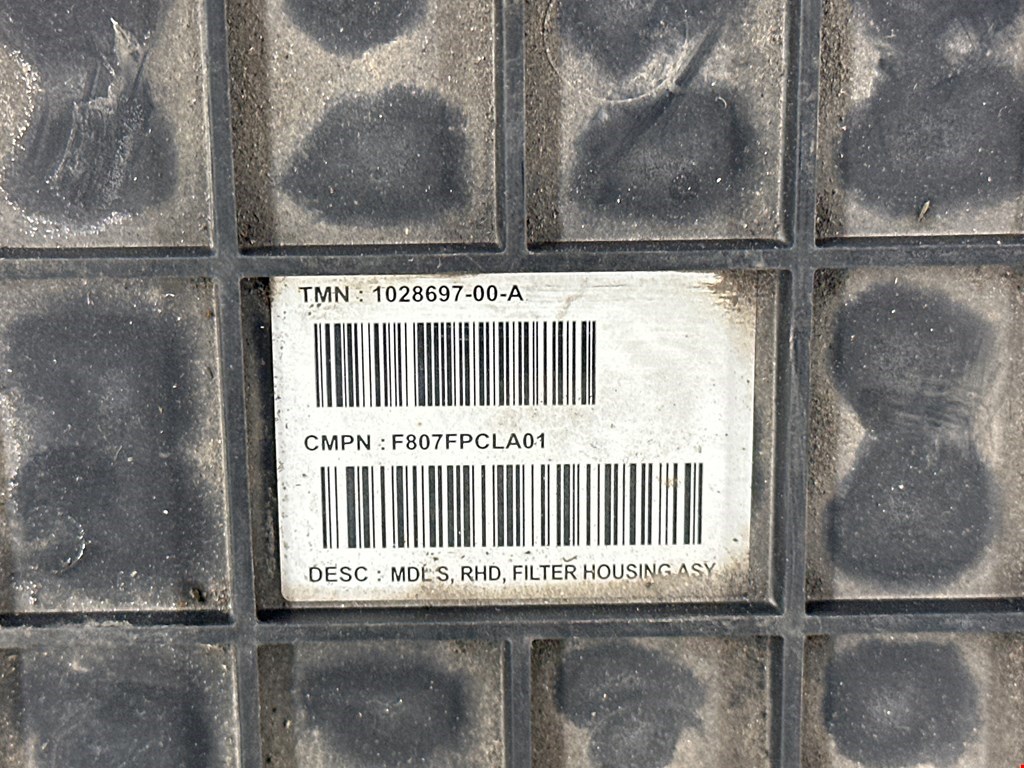 TMN : 1028697-00-A
CMPN : F807FPCLA01
DESC : MDL S, RHD, FILTER HOUSING ASY